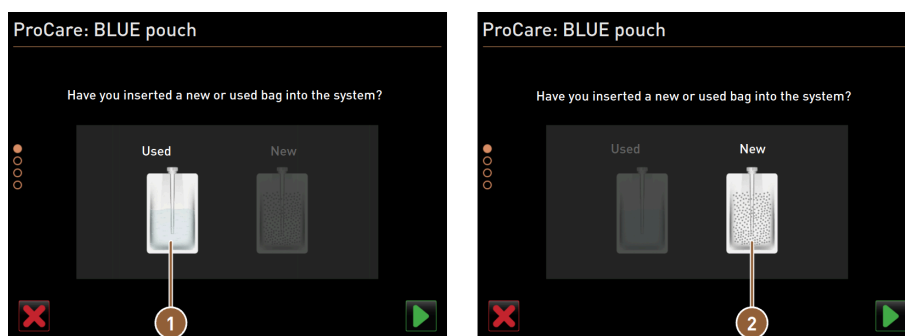 ProCare: BLUE pouch
Have you inserted a new or used bag into the system?
Used New
1
ProCare: BLUE pouch
Have you inserted a new or used bag into the system?
Used New
2